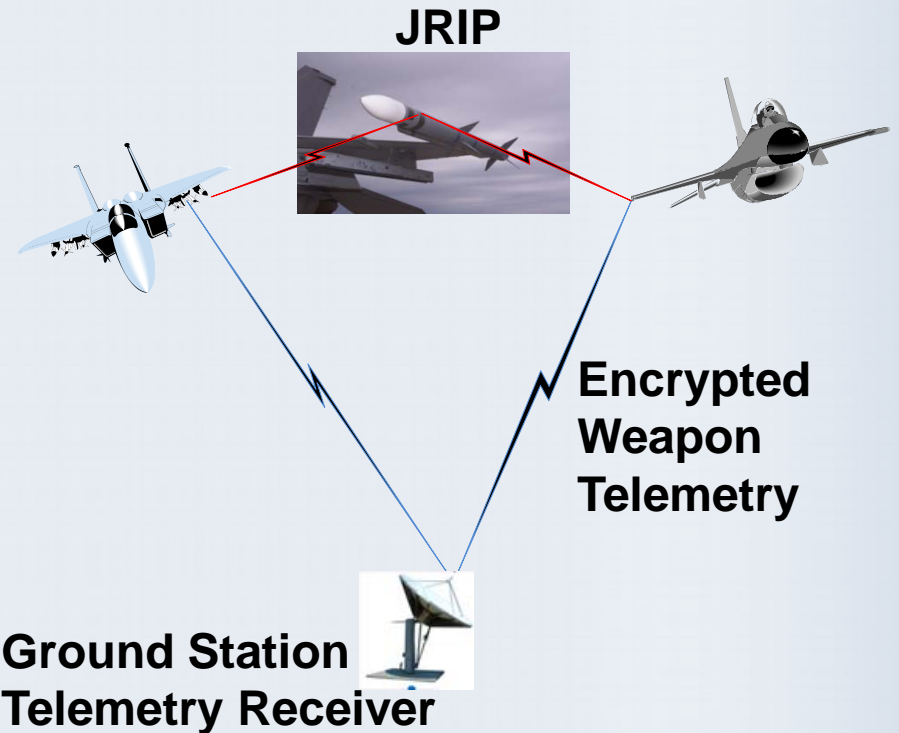 JRIP
Encrypted
Weapon
Telemetry
Ground Station
Telemetry Receiver